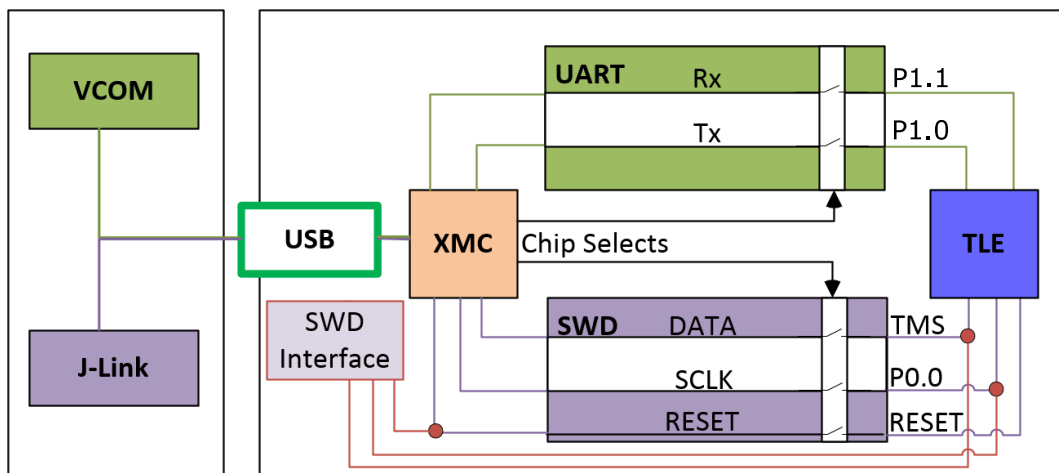 VCOM
J-Link
USB
XMC
Chip Selects
UART
Rx
Tx
P1.1
P1.0
TLE
SWD
Interface
SWD
DATA
SCLK
RESET
TMS
P0.0
RESET